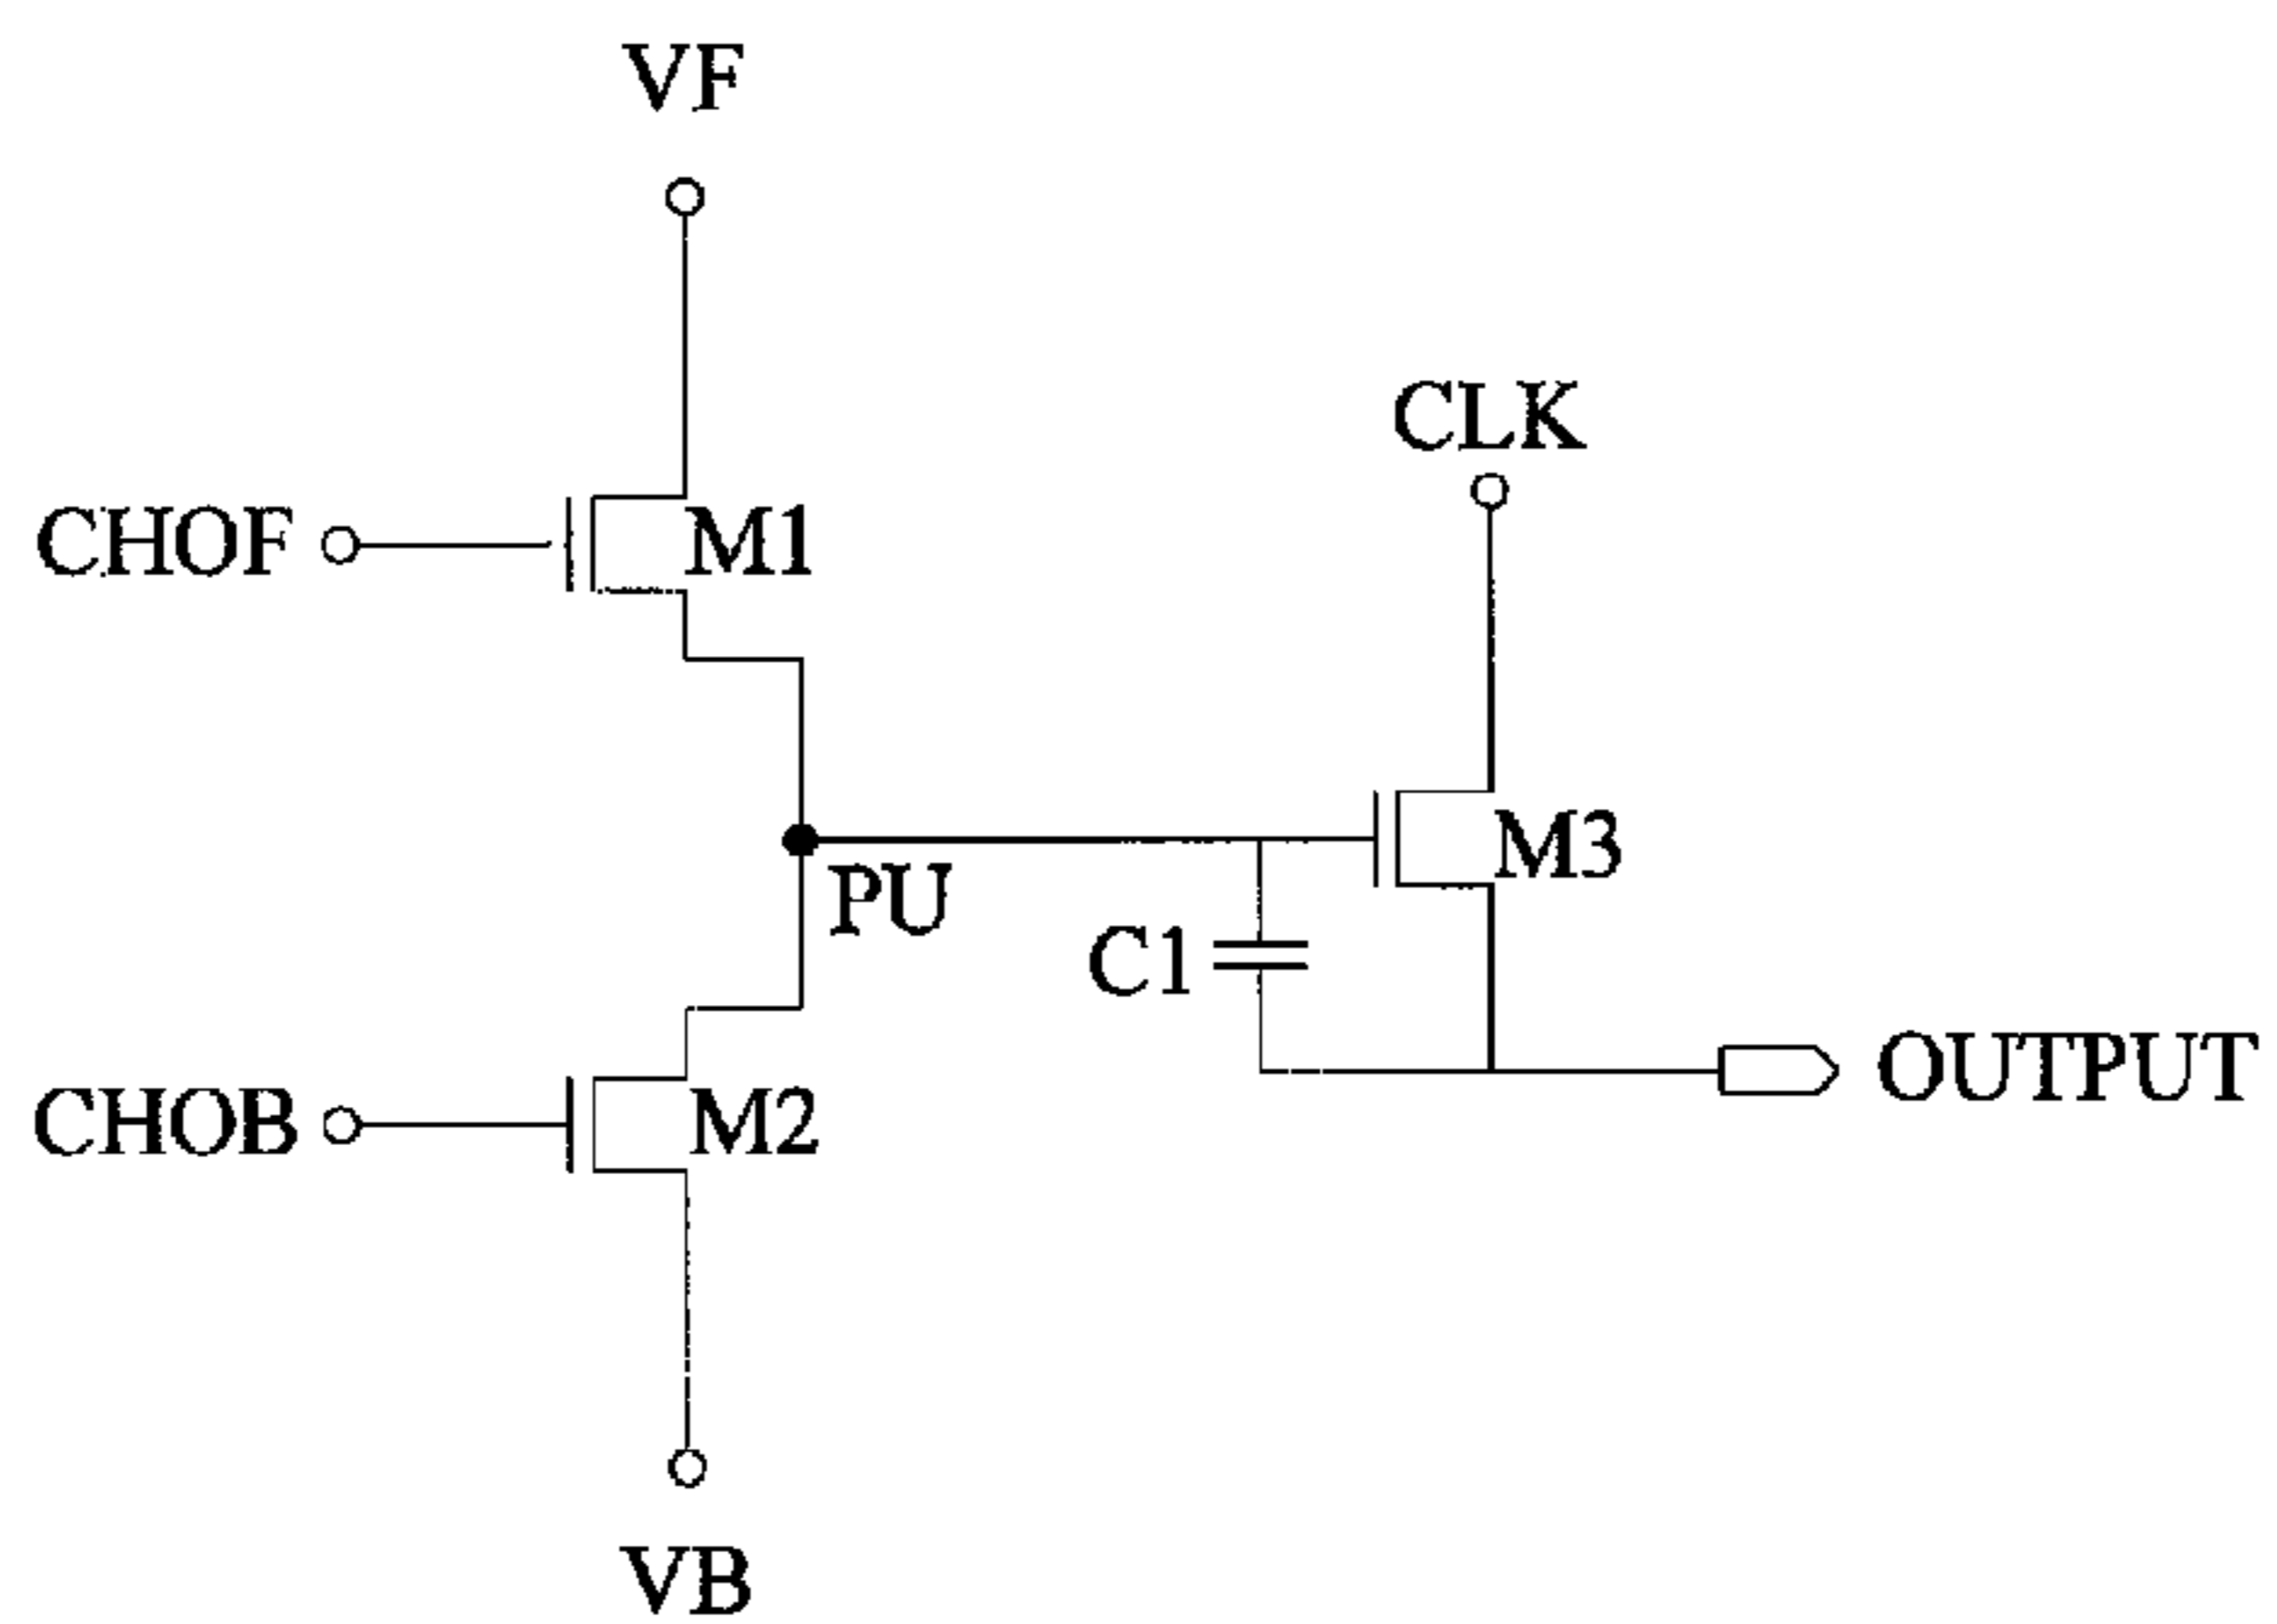 VF
CLK
CHOF
M1
M3
PU
C1
OUTPUT
CHOB
M2
VB